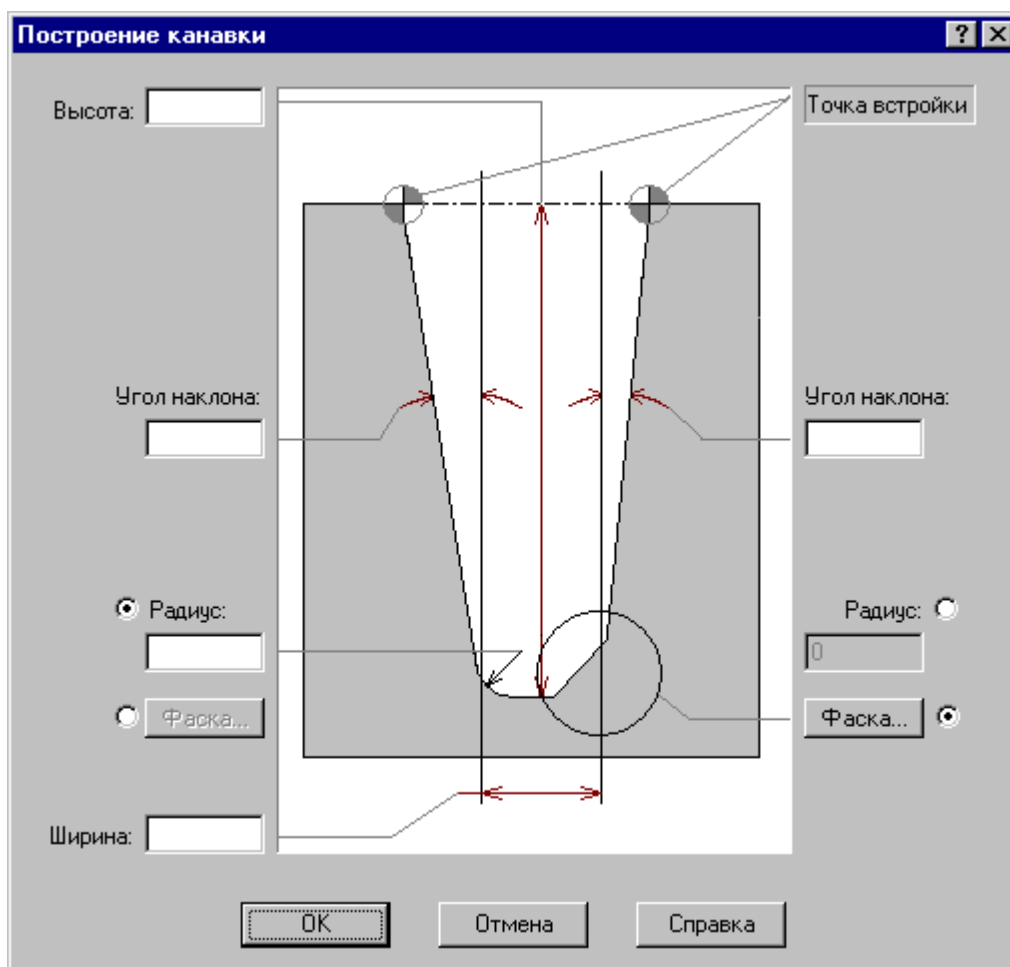 Построение канавки
Высота:
Точка встройки
Угол наклона:
Угол наклона:
Радиус:
Радиус:
0
Фаска...
Фаска...
Ширина:
OK
Отмена
Справка